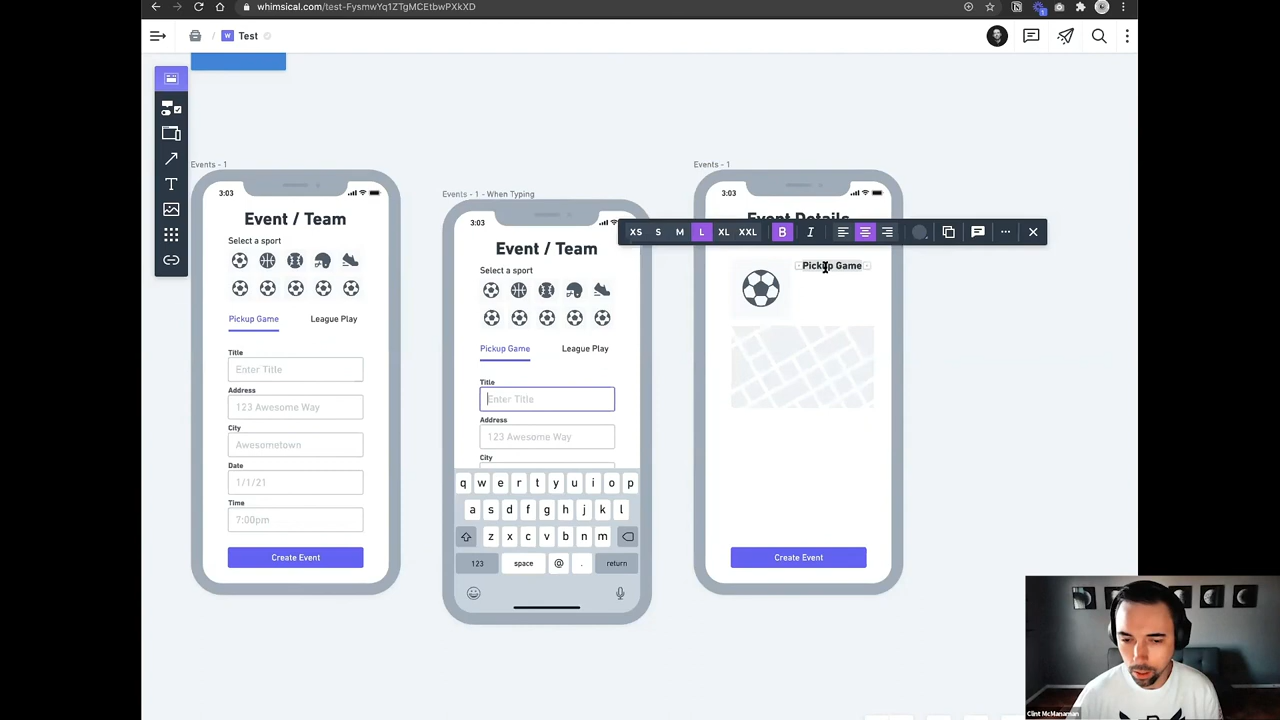 whimsical.com/test-FysmwYq1ZTgMCEtbwPXkXD
/ W Test
Events - 1
3:03
Event / Team
Select a sport
Pickup Game
League Play
Title
Enter Title
Address
123 Awesome Way
City
Awesometown
Date
1/1/21
Time
7:00pm
Create Event
Events - 1 - When Typing
3:03
Event / Team
Select a sport
Pickup Game
League Play
Title
Enter Title
Address
123 Awesome Way
City
q w e r t y u i o p
a s d f g h j k l
z x c v b n m
123 space @ . return
Events - 1
3:03
Event Details
XS S M L XL XXL B I
Pickup Game
Create Event
Clint McManaman